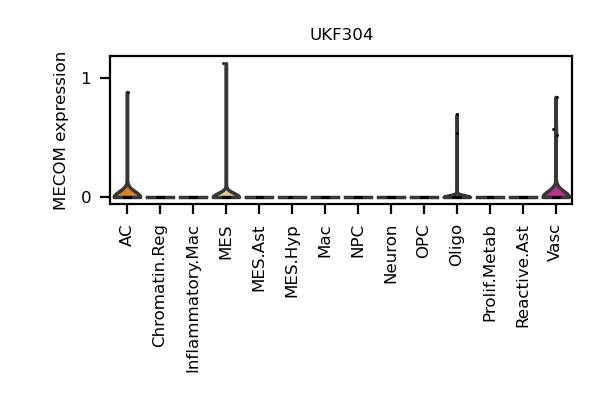 UKF304
MECOM expression
1
0
AC
Chromatin.Reg
Inflammatory.Mac
MES
MES.Ast
MES.Hyp
Mac
NPC
Neuron
OPC
Oligo
Prolif.Metab
Reactive.Ast
Vasc